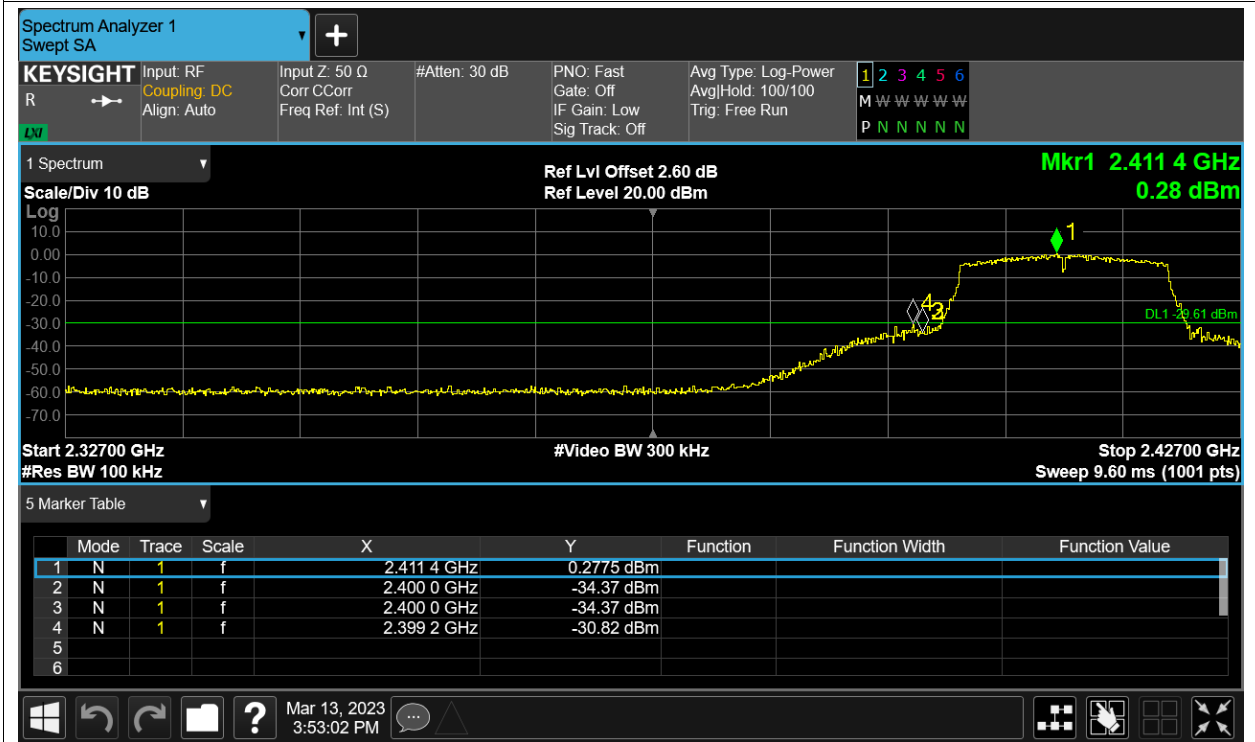 Spectrum Analyzer 1
Swept SA
KEYSIGHT
R
LXI
Input: RF
Coupling: DC
Align: Auto
Input Z: 50 Ω
Corr CCorr
Freq Ref: Int (S)
#Atten: 30 dB
PNO: Fast
Gate: Off
IF Gain: Low
Sig Track: Off
Avg Type: Log-Power
Avg|Hold: 100/100
Trig: Free Run
1 2 3 4 5 6
M W W W W W
P N N N N N
1 Spectrum
Scale/Div 10 dB
Ref Lvl Offset 2.60 dB
Ref Level 20.00 dBm
Mkr1 2.411 4 GHz
0.28 dBm
Log
10.0
0.00
-10.0
-20.0
-30.0
-40.0
-50.0
-60.0
-70.0
1
4
DL1 -29.61 dBm
Start 2.32700 GHz
#Video BW 300 kHz
Stop 2.42700 GHz
#Res BW 100 kHz
Sweep 9.60 ms (1001 pts)
5 Marker Table
Mode Trace Scale X Y Function Function Width Function Value
1 N 1 f 2.411 4 GHz 0.2775 dBm
2 N 1 f 2.400 0 GHz -34.37 dBm
3 N 1 f 2.400 0 GHz -34.37 dBm
4 N 1 f 2.399 2 GHz -30.82 dBm
5
6
?
Mar 13, 2023
3:53:02 PM